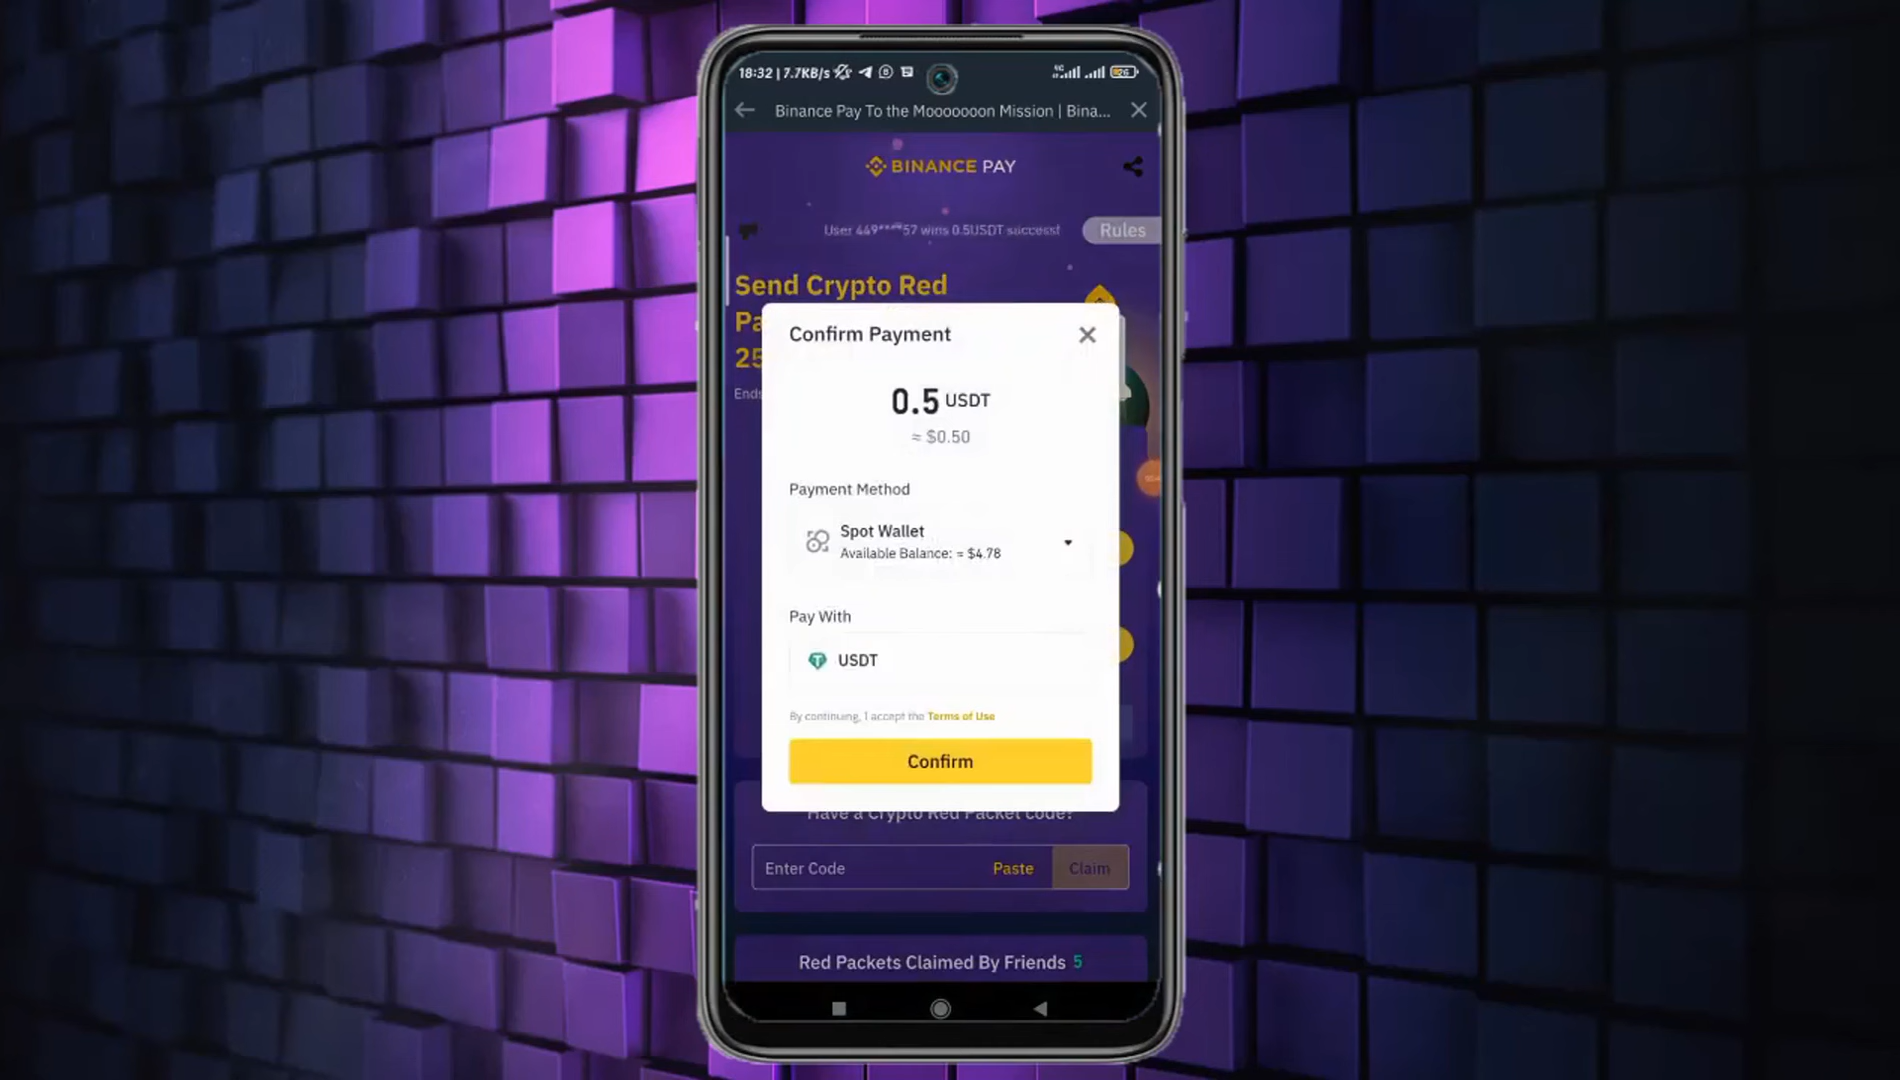 18:32 | 7.7KB/s
4G
26
Binance Pay To the Mooooooon Mission | Bina...
BINANCE PAY
User 449****57 wins 0.5USDT successf
Rules
Send Crypto Red
Pa
25
Ends
Confirm Payment
0.5 USDT
≈ $0.50
Payment Method
Spot Wallet
Available Balance: ≈ $4.78
Pay With
USDT
By continuing, I accept the Terms of Use
Confirm
Have a Crypto Red Packet code?
Enter Code
Paste
Claim
Red Packets Claimed By Friends 5